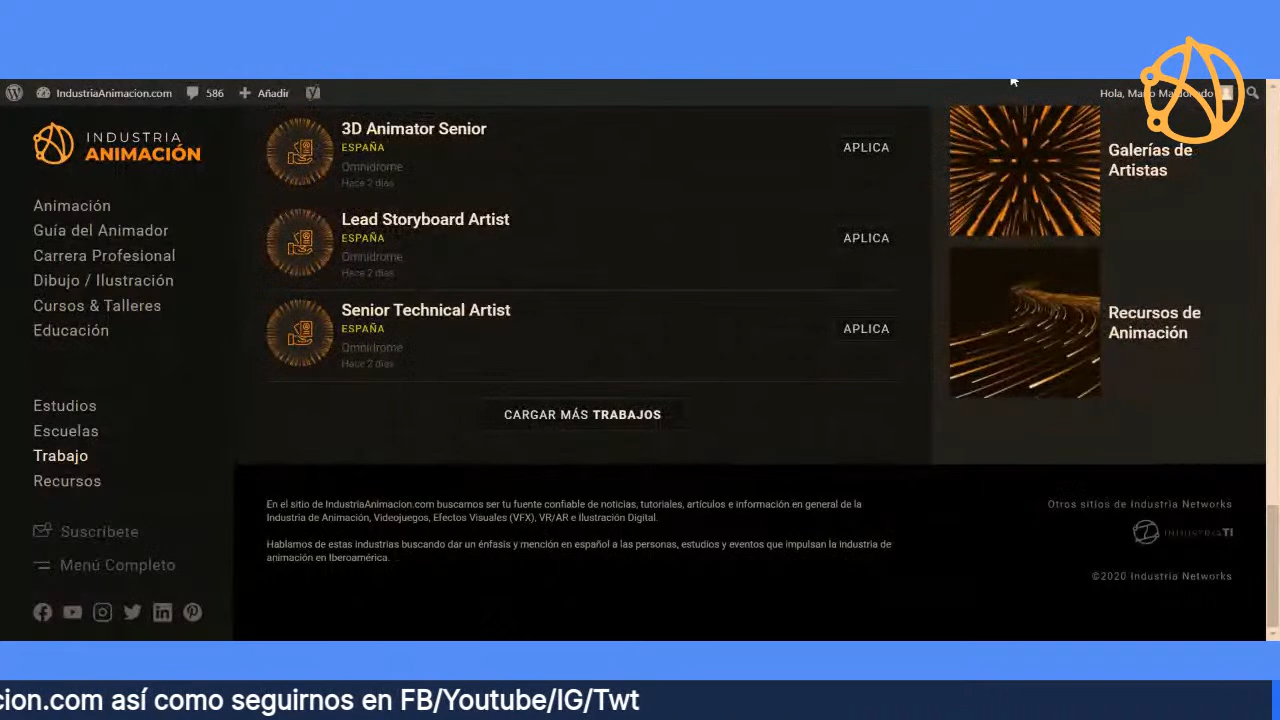 IndustriaAnimacion.com
586
Añadir
Hola, Mario Maldonado
INDUSTRIA
ANIMACIÓN
Animación
Guía del Animador
Carrera Profesional
Dibujo / Ilustración
Cursos & Talleres
Educación
Estudios
Escuelas
Trabajo
Recursos
Suscríbete
Menú Completo
3D Animator Senior
ESPAÑA
Omnidrome
Hace 2 días
APLICA
Lead Storyboard Artist
ESPAÑA
Omnidrome
Hace 2 días
APLICA
Senior Technical Artist
ESPAÑA
Omnidrome
Hace 2 días
APLICA
CARGAR MÁS TRABAJOS
Galerías de
Artistas
Recursos de
Animación
En el sitio de IndustriaAnimacion.com buscamos ser tu fuente confiable de noticias, tutoriales, artículos e información en general de la
Industria de Animación, Videojuegos, Efectos Visuales (VFX), VR/AR e Ilustración Digital.
Hablamos de estas industrias buscando dar un énfasis y mención en español a las personas, estudios y eventos que impulsan la industria de
animación en Iberoamérica.
Otros sitios de Industria Networks
INDUSTRIATI
©2020 Industria Networks
cion.com así como seguirnos en FB/Youtube/IG/Twt